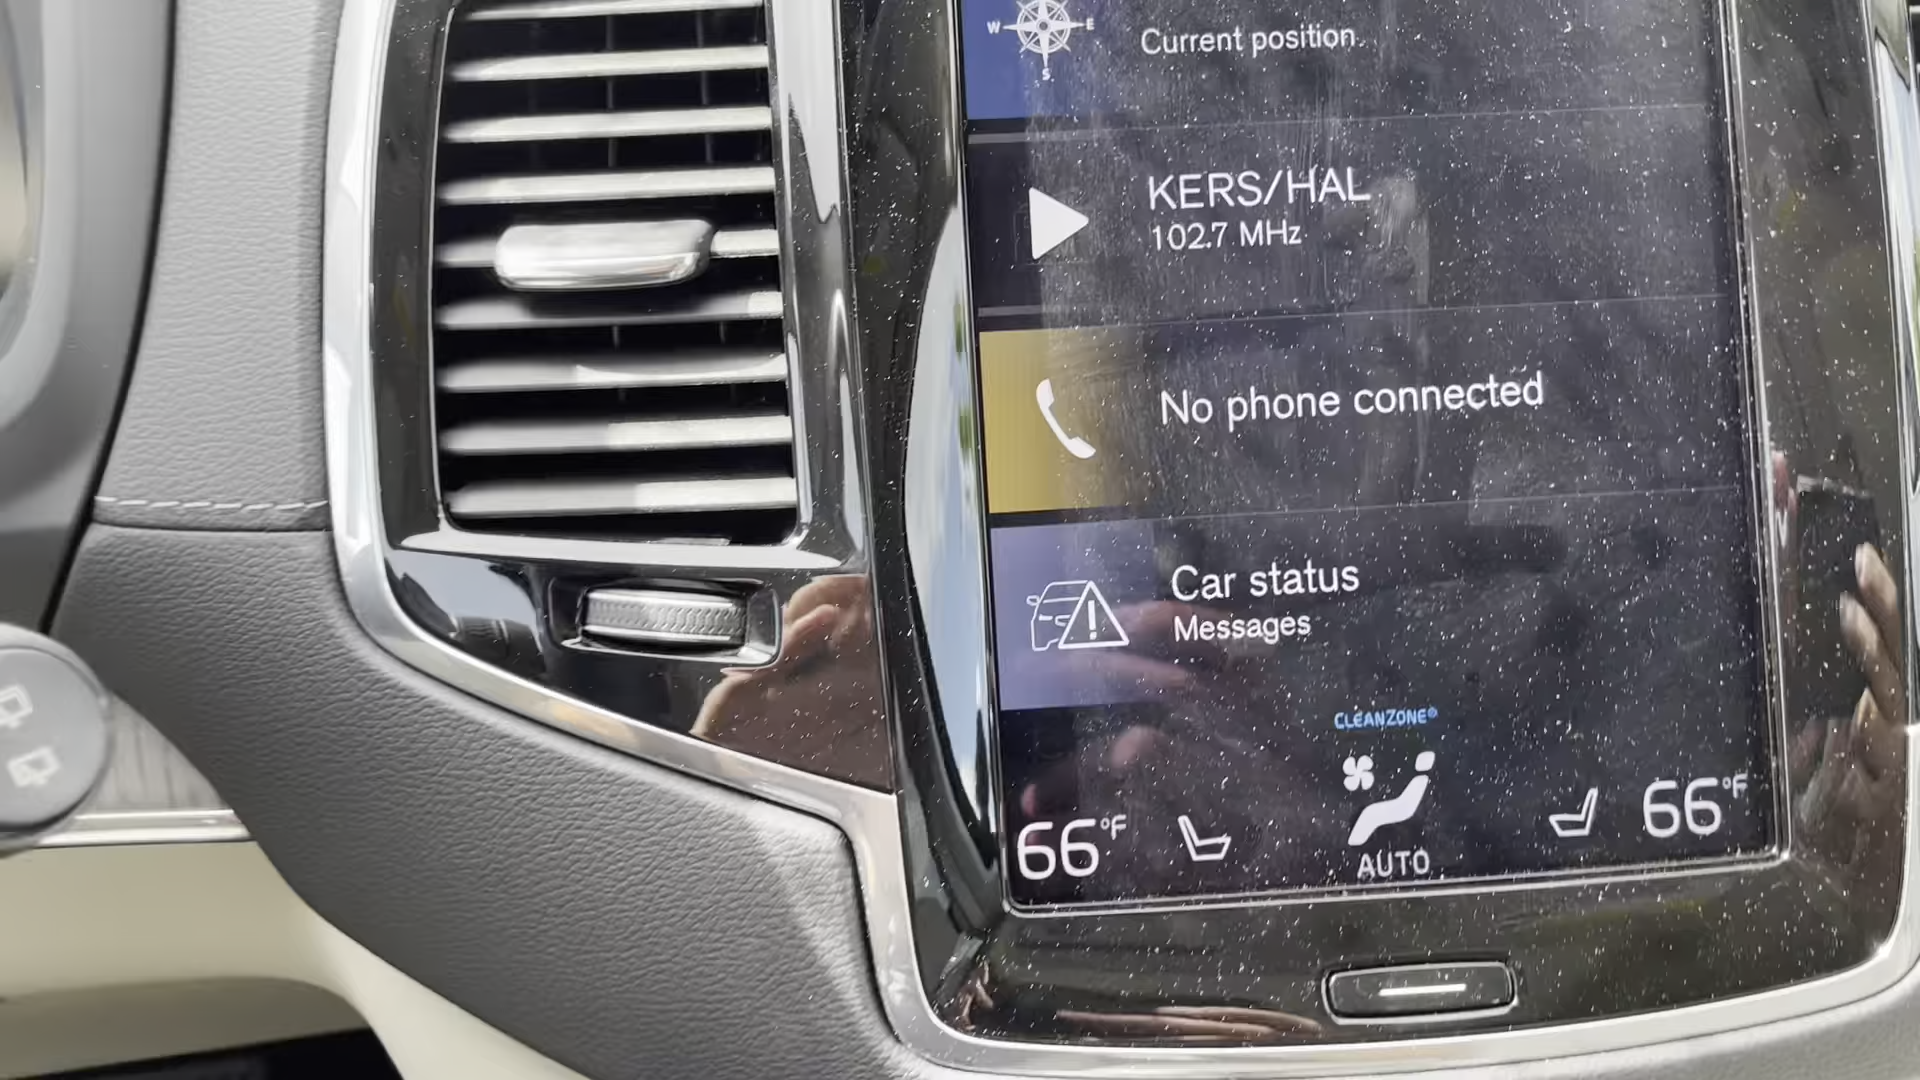 W E
S
Current position
KERS/HAL
102.7 MHz
No phone connected
Car status
Messages
CLEANZONE®
66°F 66°F
AUTO